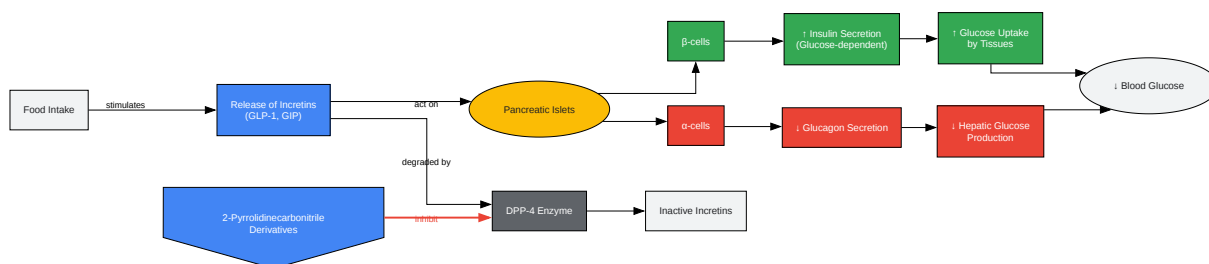 Food Intake
stimulates
Release of Incretins
(GLP-1, GIP)
act on
degraded by
Pancreatic Islets
β-cells
↑ Insulin Secretion
(Glucose-dependent)
↑ Glucose Uptake
by Tissues
↓ Blood Glucose
α-cells
↓ Glucagon Secretion
↓ Hepatic Glucose
Production
2-Pyrrolidinecarbonitrile
Derivatives
inhibit
DPP-4 Enzyme
Inactive Incretins